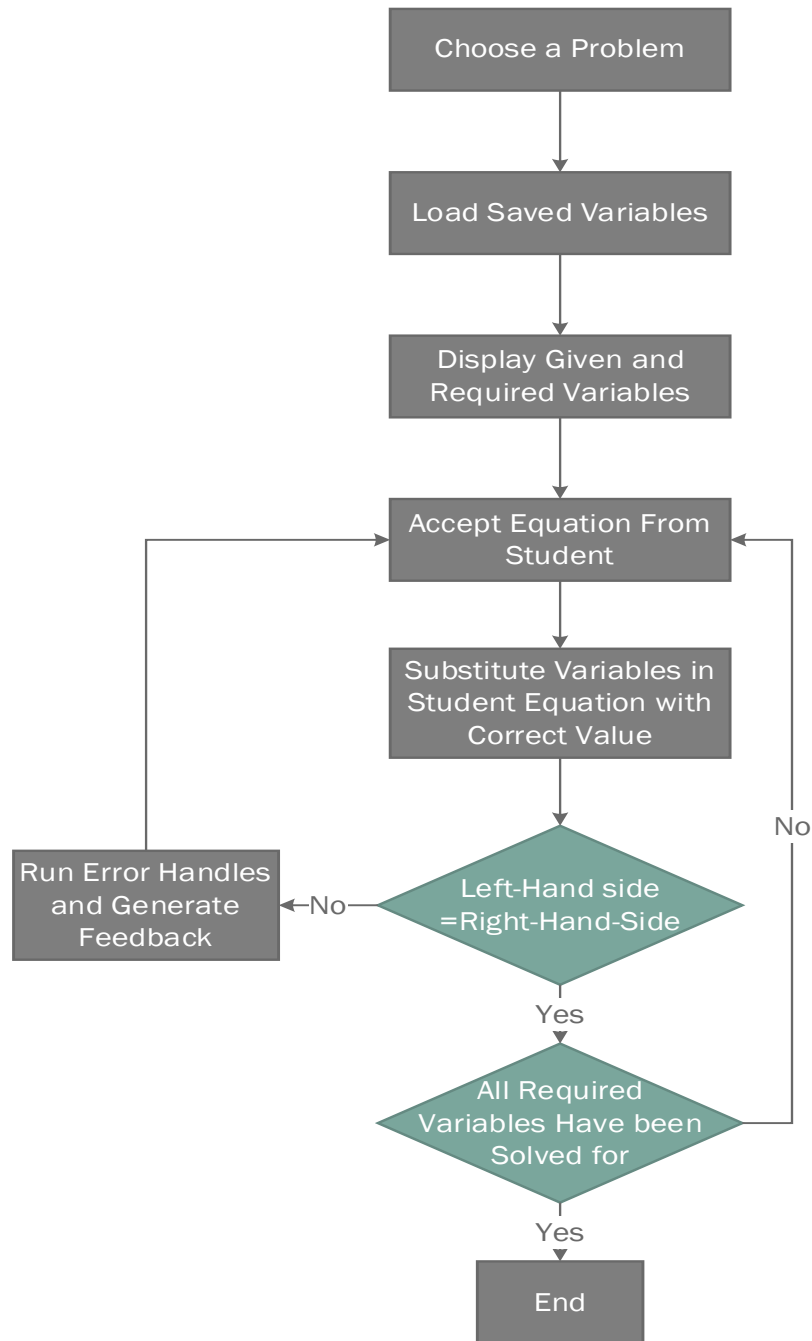 Choose a Problem
Load Saved Variables
Display Given and
Required Variables
Accept Equation From
Student
Substitute Variables in
Student Equation with
Correct Value
No
Run Error Handles
and Generate
Feedback
No
Left-Hand side
=Right-Hand-Side
Yes
All Required
Variables Have been
Solved for
Yes
End